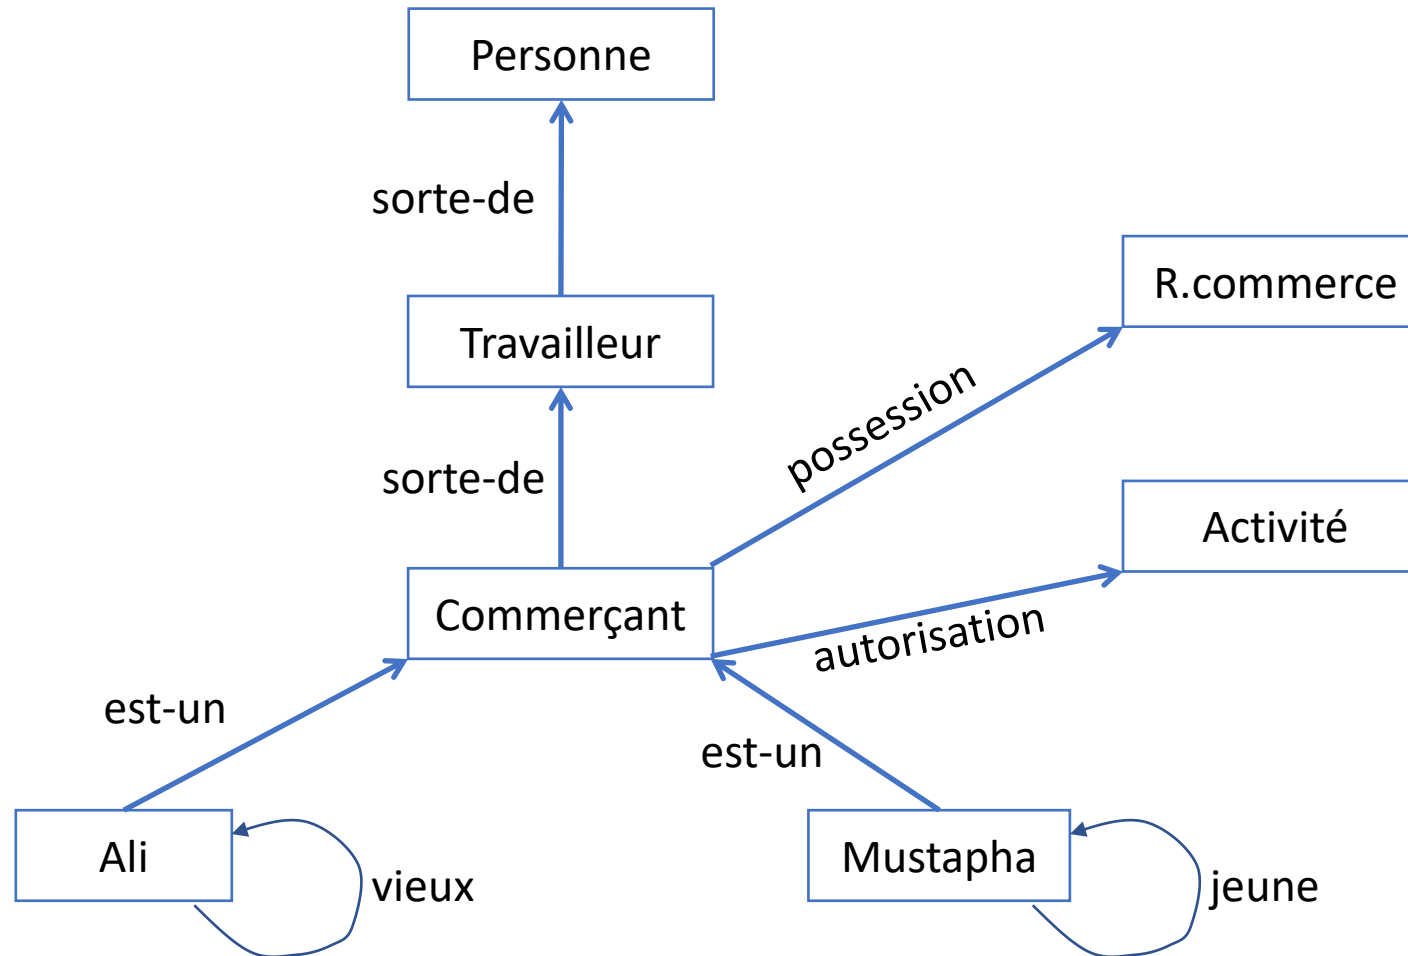 Personne
sorte-de
R.commerce
Travailleur
possession
sorte-de
Activité
Commerçant
autorisation
est-un
est-un
Ali
vieux
Mustapha
jeune